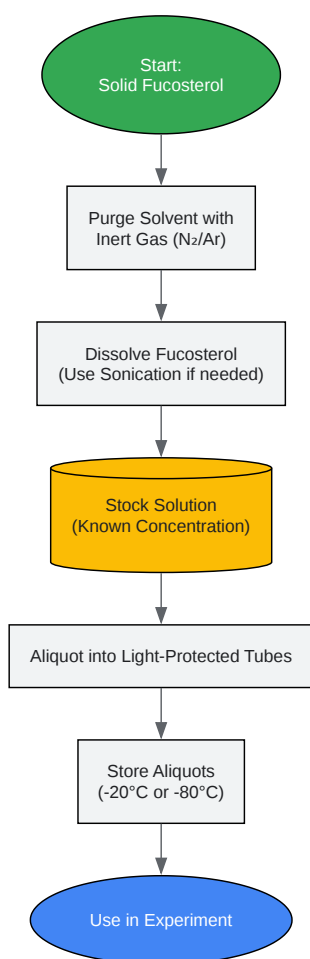 Start:
Solid Fucosterol
Purge Solvent with
Inert Gas (N₂/Ar)
Dissolve Fucosterol
(Use Sonication if needed)
Stock Solution
(Known Concentration)
Aliquot into Light-Protected Tubes
Store Aliquots
(-20°C or -80°C)
Use in Experiment